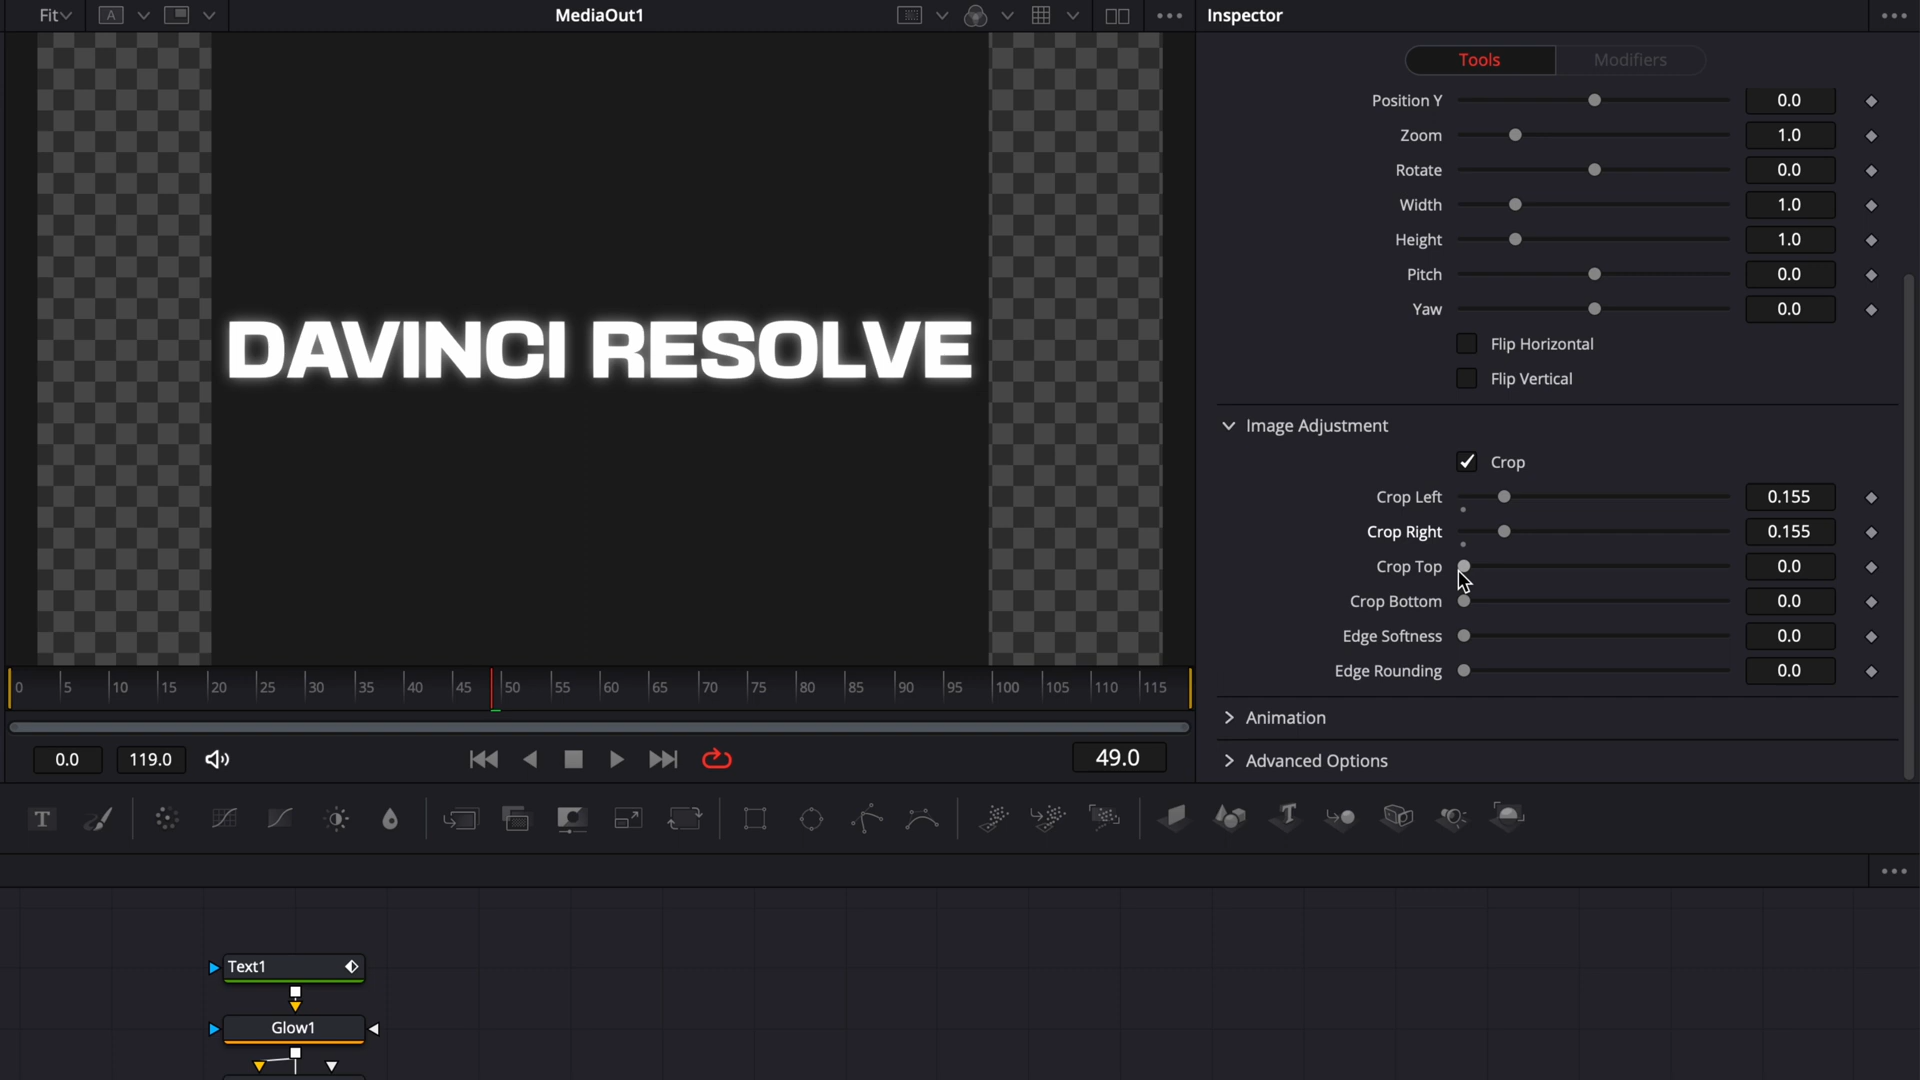 Fit
A
MediaOut1
Inspector
Tools
Modifiers
Position Y
0.0
Zoom
1.0
Rotate
0.0
Width
1.0
Height
1.0
Pitch
0.0
Yaw
0.0
Flip Horizontal
Flip Vertical
DAVINCI RESOLVE
Image Adjustment
Crop
Crop Left
0.155
Crop Right
0.155
Crop Top
0.0
Crop Bottom
0.0
Edge Softness
0.0
Edge Rounding
0.0
Animation
Advanced Options
0 5 10 15 20 25 30 35 40 45 50 55 60 65 70 75 80 85 90 95 100 105 110 115
0.0
119.0
49.0
T
T
Text1
Glow1